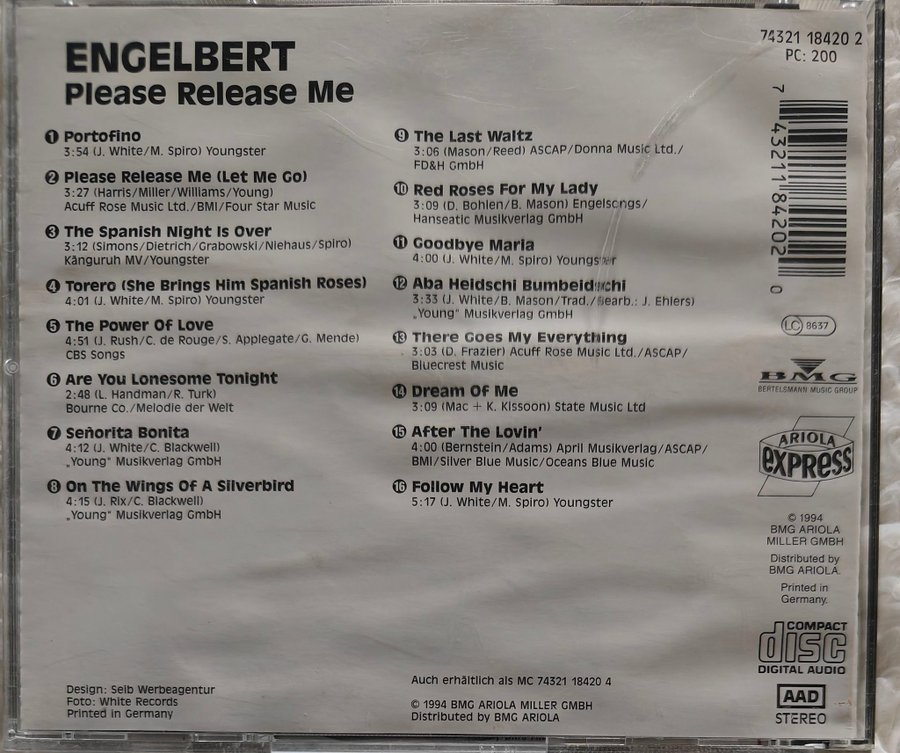 ENGELBERT
Please Release Me
1 Portofino
3:54 (J. White/M. Spiro) Youngster
2 Please Release Me (Let Me Go)
3:27 (Harris/Miller/Williams/Young)
Acuff Rose Music Ltd./BMI/Four Star Music
3 The Spanish Night Is Over
3:12 (Simons/Dietrich/Grabowski/Niehaus/Spiro)
Känguruh MV/Youngster
4 Torero (She Brings Him Spanish Roses)
4:01 (J. White/M. Spiro) Youngster
5 The Power Of Love
4:51 (J. Rush/C. de Rouge/S. Applegate/G. Mende)
CBS Songs
6 Are You Lonesome Tonight
2:48 (L. Handman/R. Turk)
Bourne Co./Melodie der Welt
7 Señorita Bonita
4:12 (J. White/C. Blackwell)
„Young" Musikverlag GmbH
8 On The Wings Of A Silverbird
4:15 (J. Rix/C. Blackwell)
„Young" Musikverlag GmbH
9 The Last Waltz
3:06 (Mason/Reed) ASCAP/Donna Music Ltd./
FD&H GmbH
10 Red Roses For My Lady
3:09 (D. Bohlen/B. Mason) Engelsongs/
Hanseatic Musikverlag GmbH
11 Goodbye Maria
4:00 (J. White/M. Spiro) Youngster
12 Aba Heidschi Bumbeidschi
3:33 (J. White/B. Mason/Trad./Bearb.: J. Ehlers)
„Young" Musikverlag GmbH
13 There Goes My Everything
3:03 (D. Frazier) Acuff Rose Music Ltd./ASCAP/
Bluecrest Music
14 Dream Of Me
3:09 (Mac + K. Kissoon) State Music Ltd
15 After The Lovin'
4:00 (Bernstein/Adams) April Musikverlag/ASCAP/
BMI/Silver Blue Music/Oceans Blue Music
16 Follow My Heart
5:17 (J. White/M. Spiro) Youngster
Design: Seib Werbeagentur
Foto: White Records
Printed in Germany
Auch erhältlich als MC 74321 18420 4
© 1994 BMG ARIOLA MILLER GMBH
Distributed by BMG ARIOLA
74321 18420 2
PC: 200
7 43211 84202 0
LC 8637
BMG
BERTELSMANN MUSIC GROUP
ARIOLA
eXPRESS
© 1994
BMG ARIOLA
MILLER GMBH
Distributed by
BMG ARIOLA.
Printed in
Germany.
COMPACT
disc
DIGITAL AUDIO
AAD
STEREO